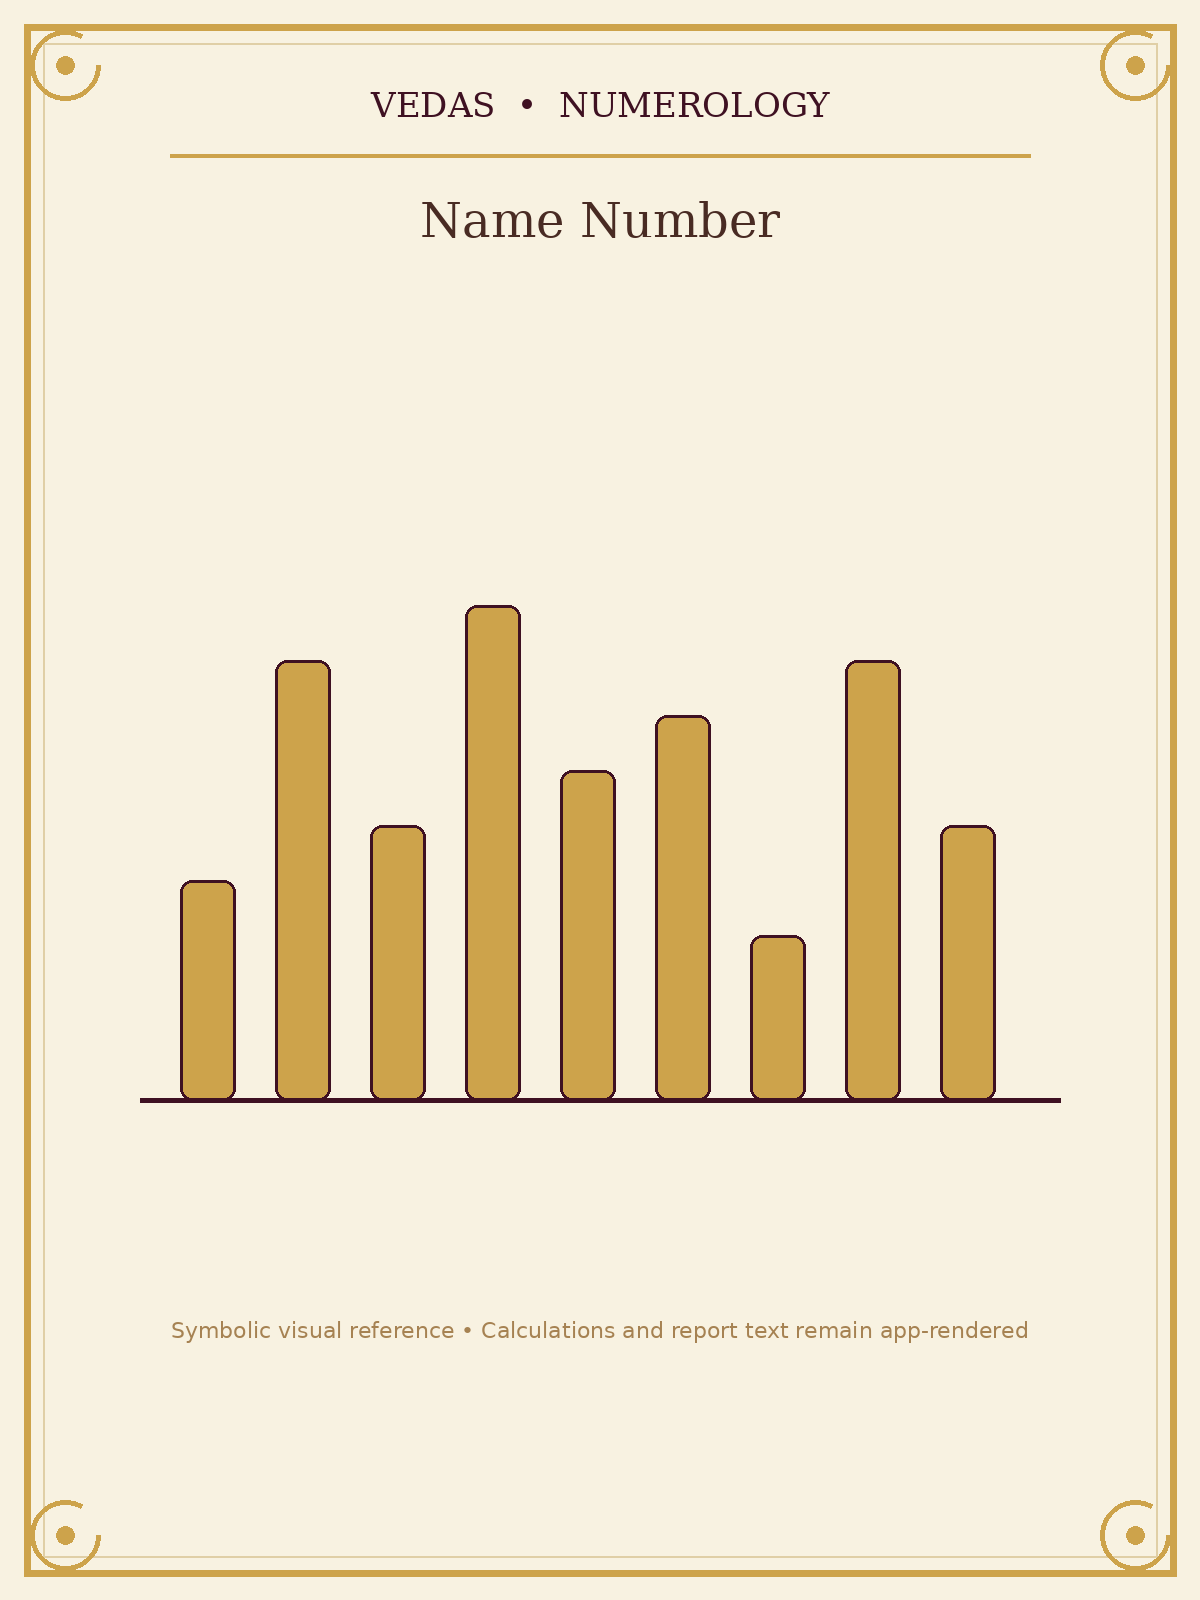 VEDAS • NUMEROLOGY
Name Number
Symbolic visual reference • Calculations and report text remain app-rendered